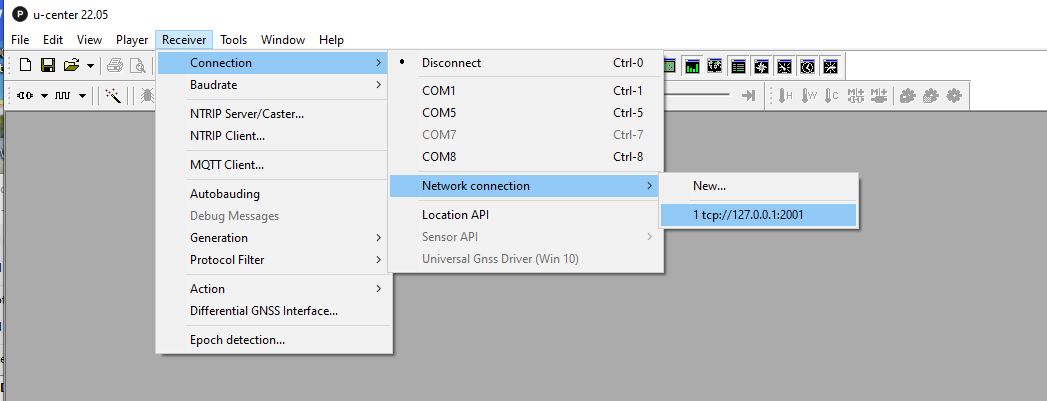 u-center 22.05
File Edit View Player Receiver Tools Window Help
Connection
Baudrate
NTRIP Server/Caster...
NTRIP Client...
MQTT Client...
Autobauding
Debug Messages
Generation
Protocol Filter
Action
Differential GNSS Interface...
Epoch detection...
Disconnect Ctrl-0
COM1 Ctrl-1
COM5 Ctrl-5
COM7 Ctrl-7
COM8 Ctrl-8
Network connection
Location API
Sensor API
Universal Gnss Driver (Win 10)
New...
1 tcp://127.0.0.1:2001